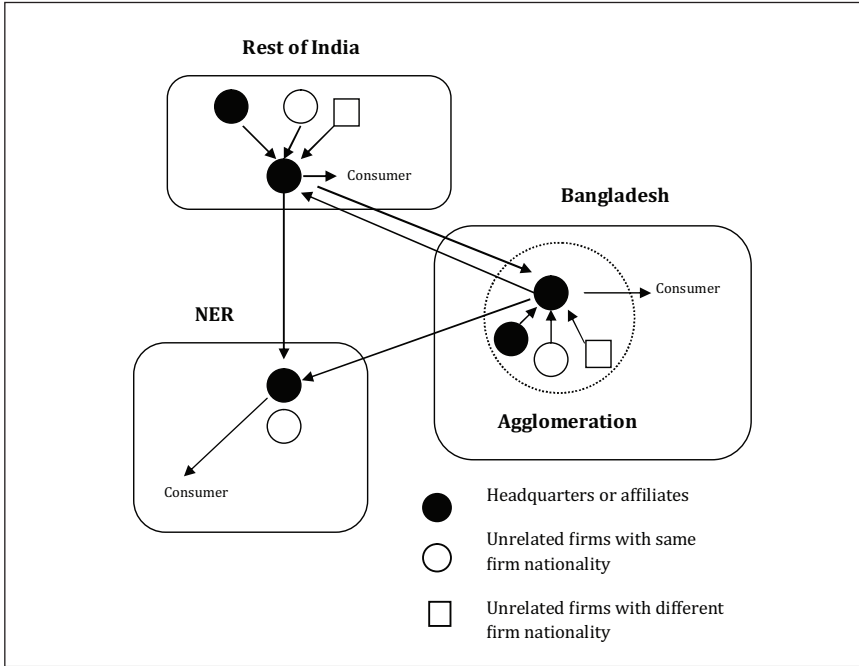 Rest of India
Consumer
Bangladesh
Consumer
NER
Agglomeration
Consumer
Headquarters or affiliates
Unrelated firms with same
firm nationality
Unrelated firms with different
firm nationality